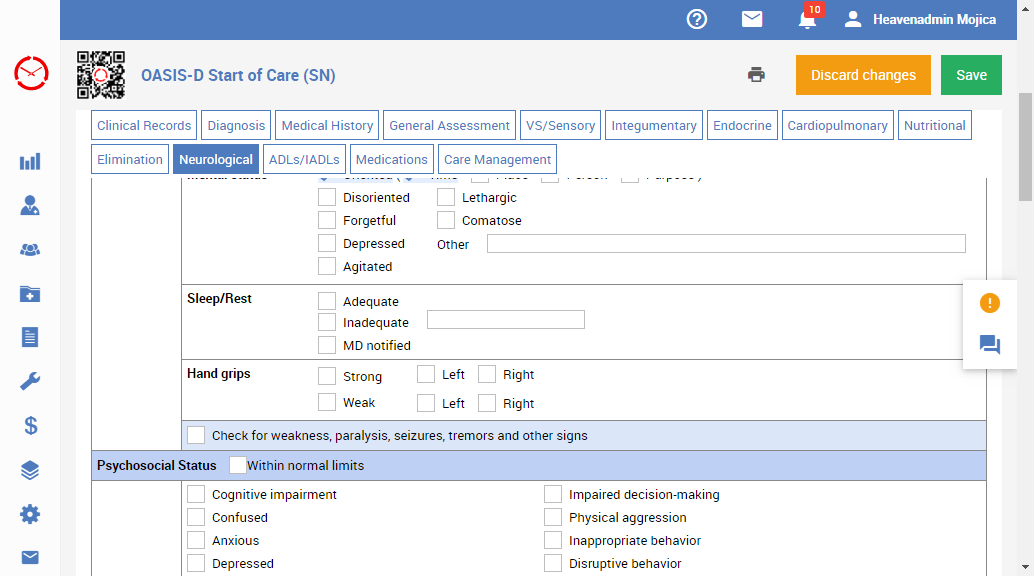 10
Heavenadmin Mojica
OASIS-D Start of Care (SN)
Discard changes
Save
Clinical Records Diagnosis Medical History General Assessment VS/Sensory Integumentary Endocrine Cardiopulmonary Nutritional
Elimination Neurological ADLs/IADLs Medications Care Management
Disoriented Lethargic
Forgetful Comatose
Depressed Other
Agitated
Sleep/Rest Adequate
Inadequate
MD notified
Hand grips Strong Left Right
Weak Left Right
Check for weakness, paralysis, seizures, tremors and other signs
Psychosocial Status Within normal limits
Cognitive impairment Impaired decision-making
Confused Physical aggression
Anxious Inappropriate behavior
Depressed Disruptive behavior